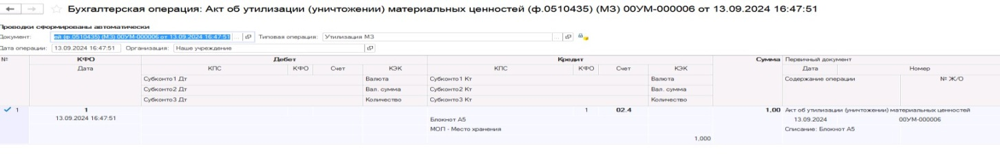 Бухгалтерская операция: Акт об утилизации (уничтожении) материальных ценностей (ф.0510435) (МЗ) 00УМ-000006 от 13.09.2024 16:47:51
Проводки сформированы автоматически
Документ: ей (ф.0510435) (МЗ) 00УМ-000006 от 13.09.2024 16:47:51 ... Типовая операция: Утилизация МЗ ...
Дата операции: 13.09.2024 16:47:51 Организация: Наше учреждение
№ КФО Дебет Кредит Сумма Первичный документ
Дата КПС КФО Счет КЭК КПС КФО Счет КЭК Дата Номер
Субконто1 Дт Валюта Субконто1 Кт Валюта Содержание операции № Ж/О
Субконто2 Дт Вал. сумма Субконто2 Кт Вал. сумма
Субконто3 Дт Количество Субконто3 Кт Количество
1 1 1 02.4 1,00 Акт об утилизации (уничтожении) материальных ценностей
13.09.2024 16:47:51 Блокнот А5 13.09.2024 00УМ-000006
МОЛ - Место хранения Списание: Блокнот А5
1,000